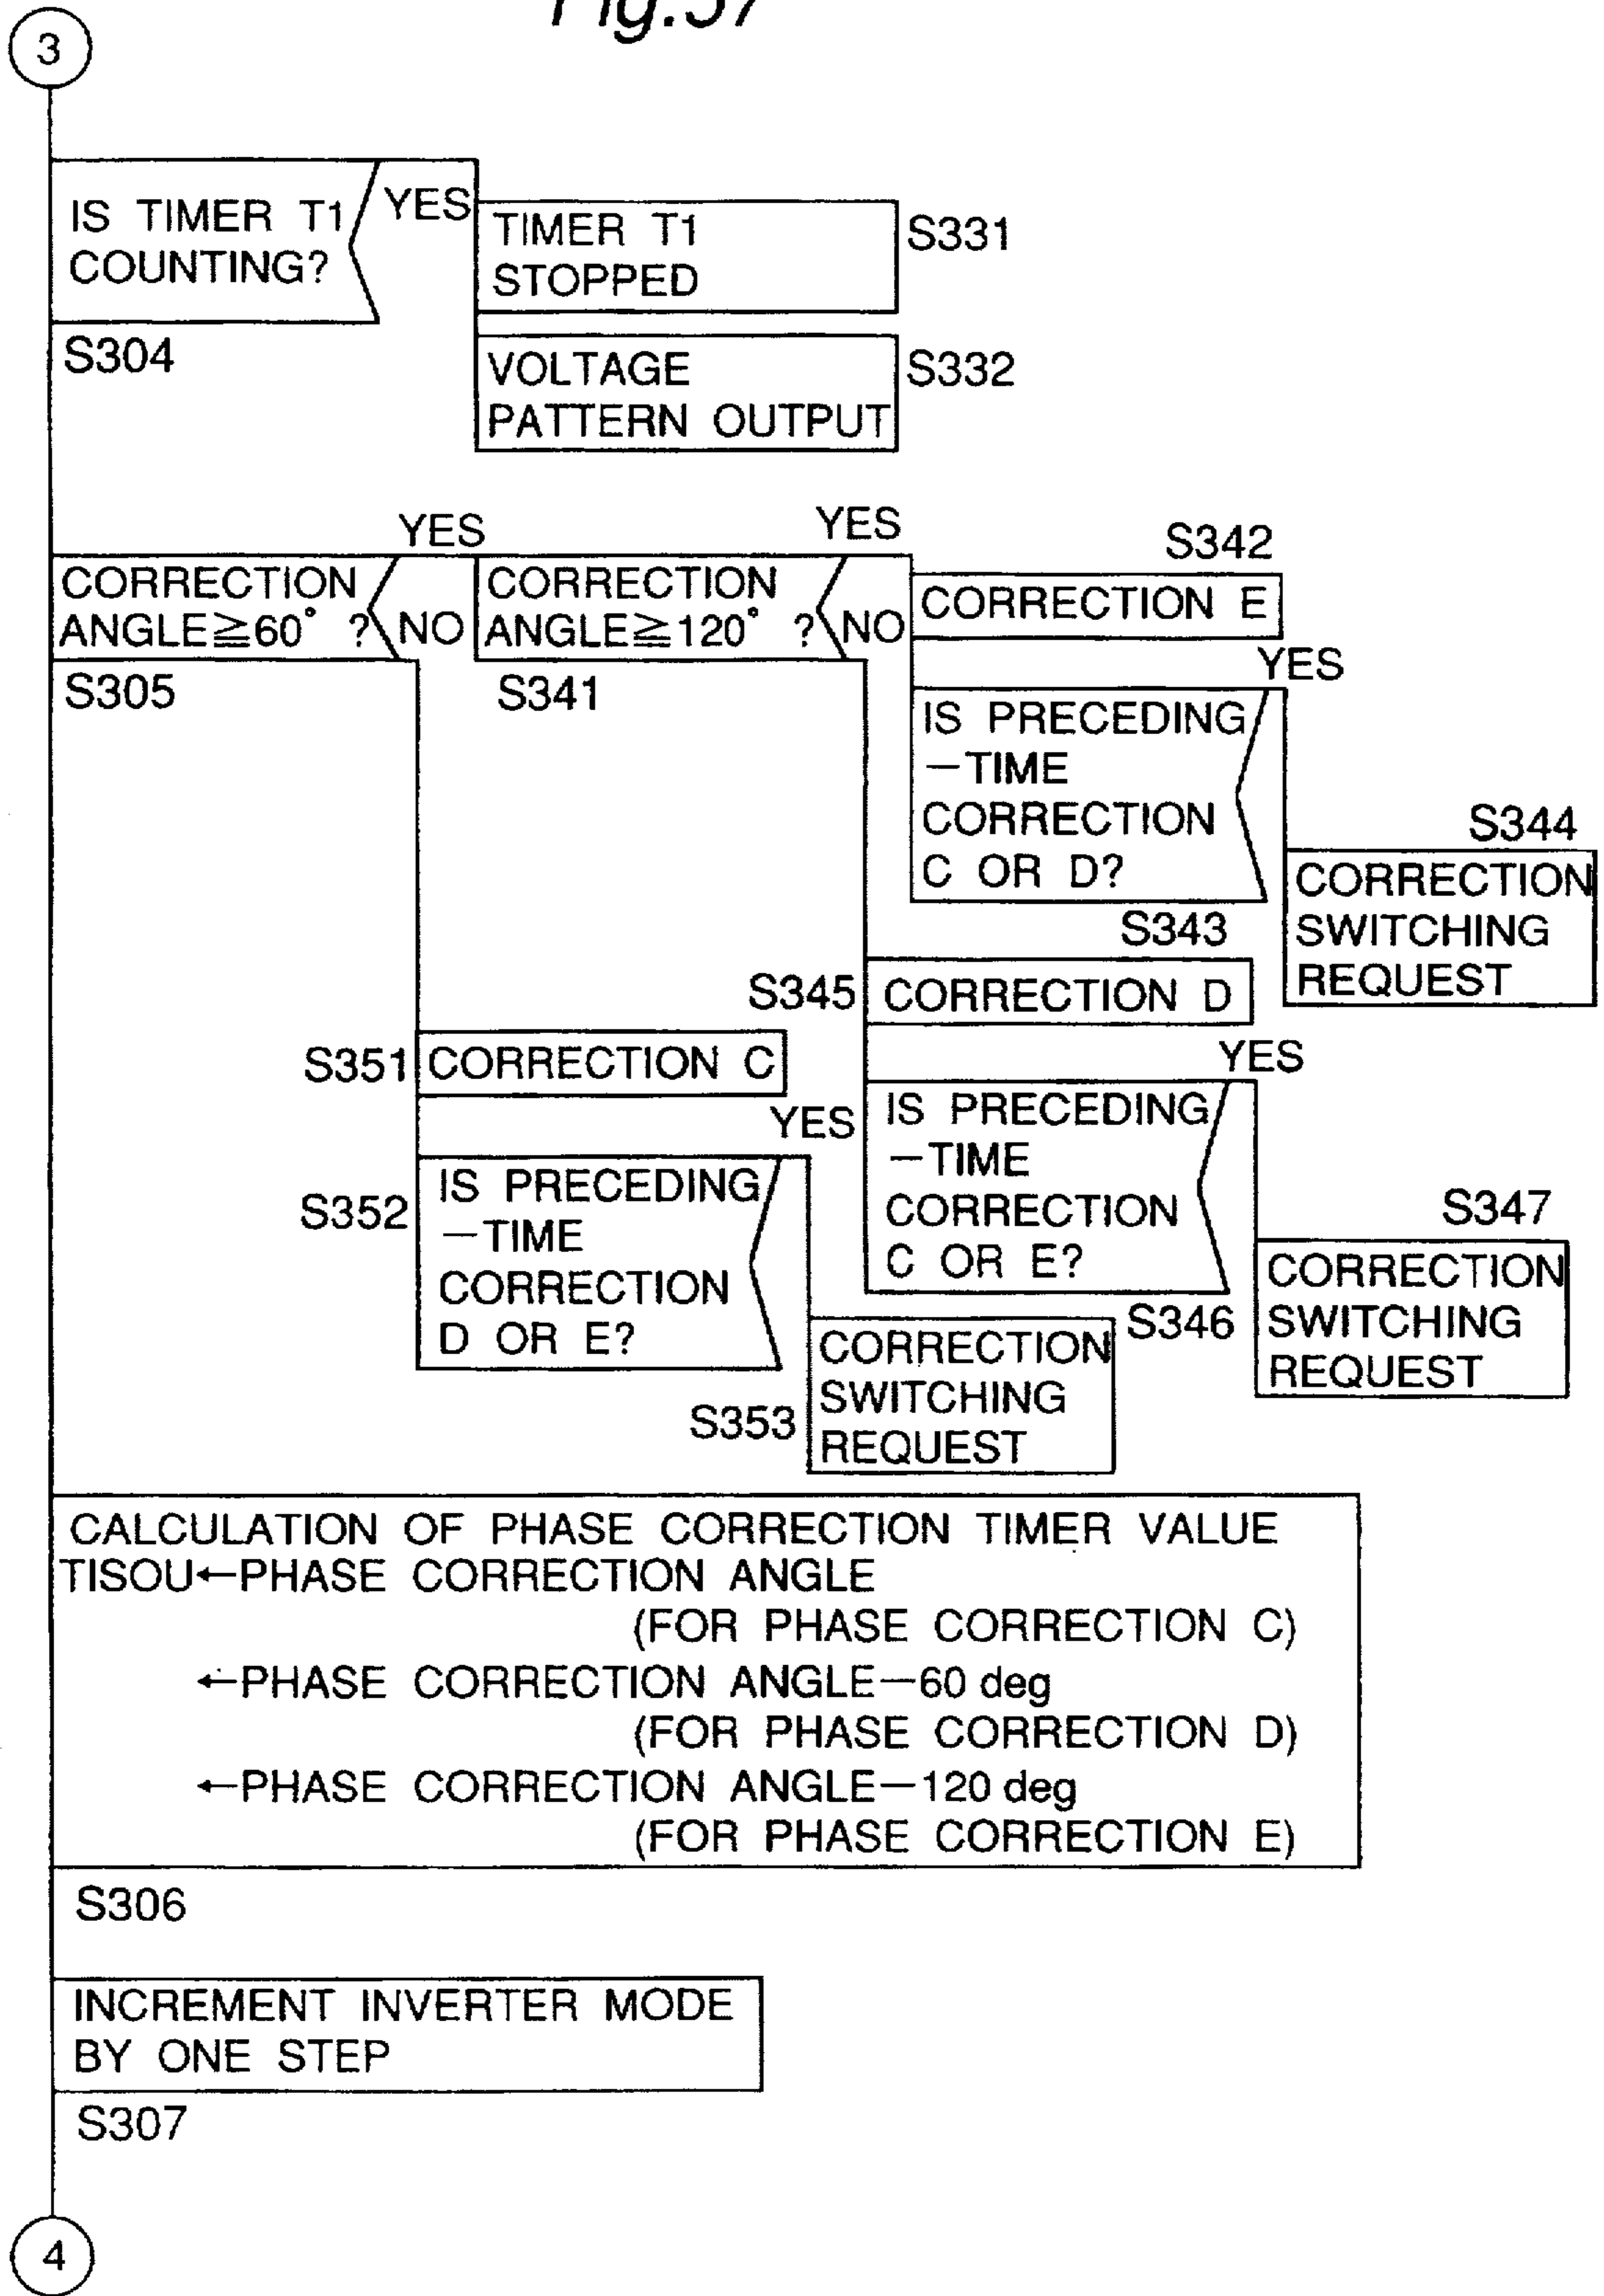 Fig.37
3
IS TIMER T1
COUNTING?
YES
S304
TIMER T1
STOPPED
S331
VOLTAGE
PATTERN OUTPUT
S332
CORRECTION
ANGLE≧60° ?
YES
NO
S305
CORRECTION
ANGLE≧120° ?
YES
NO
S341
S342
CORRECTION E
IS PRECEDING
—TIME
CORRECTION
C OR D?
YES
S343
S344
CORRECTION
SWITCHING
REQUEST
S345
CORRECTION D
IS PRECEDING
—TIME
CORRECTION
C OR E?
YES
S346
S347
CORRECTION
SWITCHING
REQUEST
S351
CORRECTION C
S352
IS PRECEDING
—TIME
CORRECTION
D OR E?
YES
S353
CORRECTION
SWITCHING
REQUEST
CALCULATION OF PHASE CORRECTION TIMER VALUE
TISOU←PHASE CORRECTION ANGLE
(FOR PHASE CORRECTION C)
←PHASE CORRECTION ANGLE—60 deg
(FOR PHASE CORRECTION D)
←PHASE CORRECTION ANGLE—120 deg
(FOR PHASE CORRECTION E)
S306
INCREMENT INVERTER MODE
BY ONE STEP
S307
4